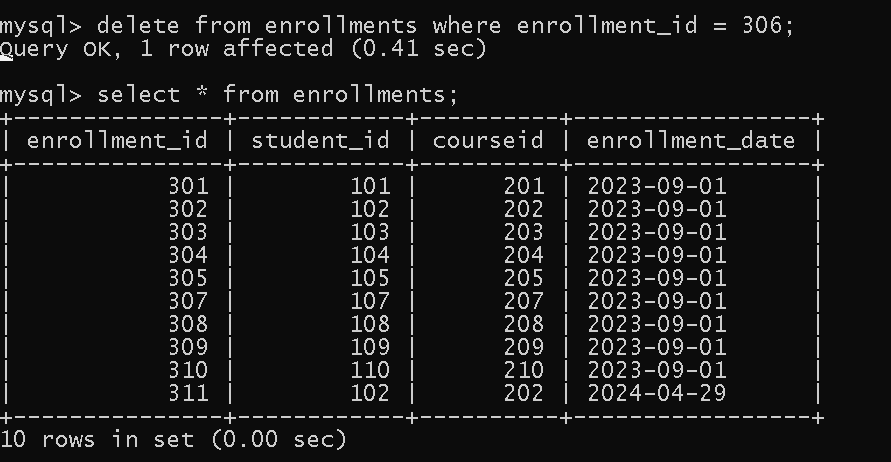 mysql> delete from enrollments where enrollment_id = 306;
Query OK, 1 row affected (0.41 sec)
mysql> select * from enrollments;
+---------------+------------+----------+-----------------+
| enrollment_id | student_id | courseid | enrollment_date |
+---------------+------------+----------+-----------------+
|           301 |        101 |      201 | 2023-09-01      |
|           302 |        102 |      202 | 2023-09-01      |
|           303 |        103 |      203 | 2023-09-01      |
|           304 |        104 |      204 | 2023-09-01      |
|           305 |        105 |      205 | 2023-09-01      |
|           307 |        107 |      207 | 2023-09-01      |
|           308 |        108 |      208 | 2023-09-01      |
|           309 |        109 |      209 | 2023-09-01      |
|           310 |        110 |      210 | 2023-09-01      |
|           311 |        102 |      202 | 2024-04-29      |
+---------------+------------+----------+-----------------+
10 rows in set (0.00 sec)